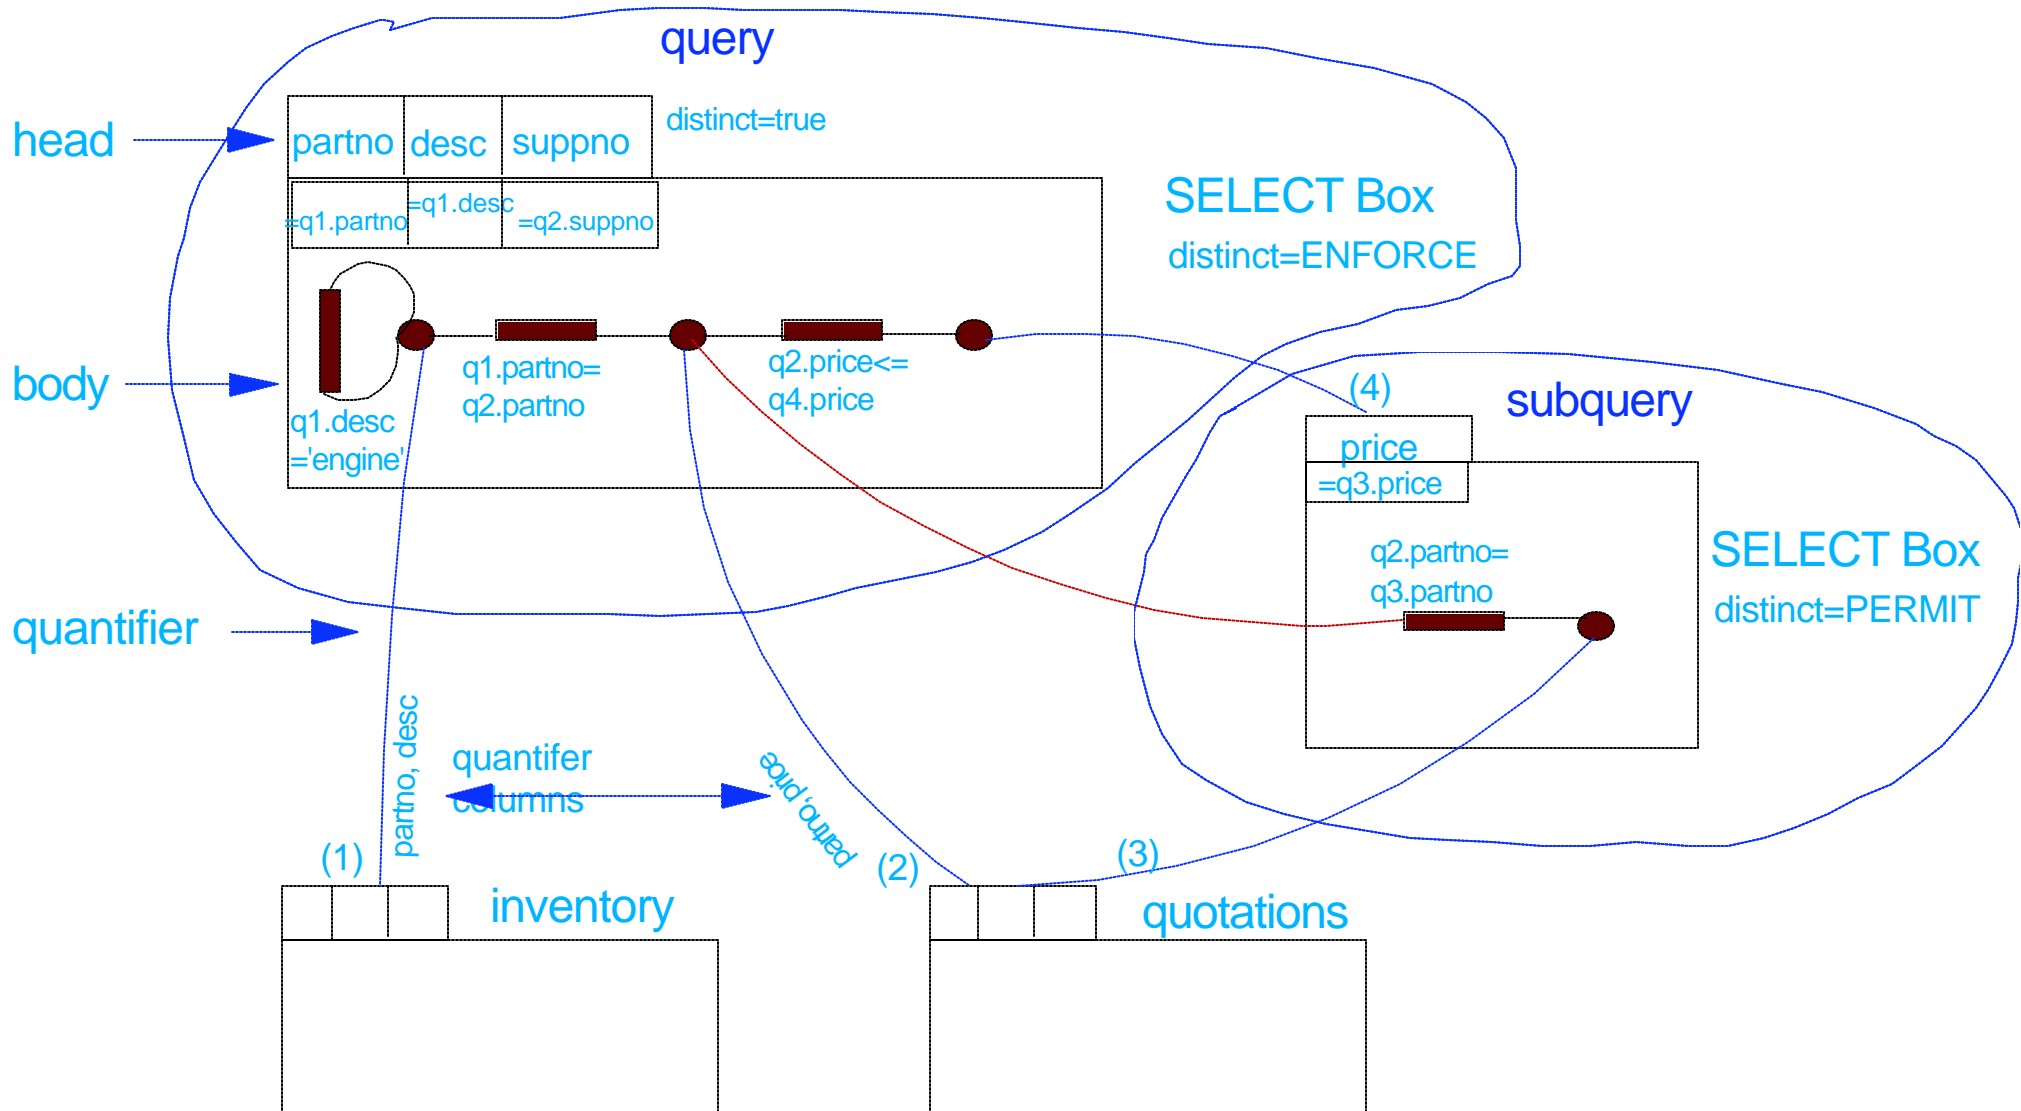 query
head
partno
desc
suppno
distinct=true
=q1.partno
=q1.desc
=q2.suppno
SELECT Box
distinct=ENFORCE
body
q1.partno=
q2.partno
q2.price<=
q4.price
q1.desc
='engine'
(4)
subquery
price
=q3.price
q2.partno=
q3.partno
SELECT Box
distinct=PERMIT
quantifier
partno, desc
quantifer
columns
partno, price
(1)
(2)
(3)
inventory
quotations